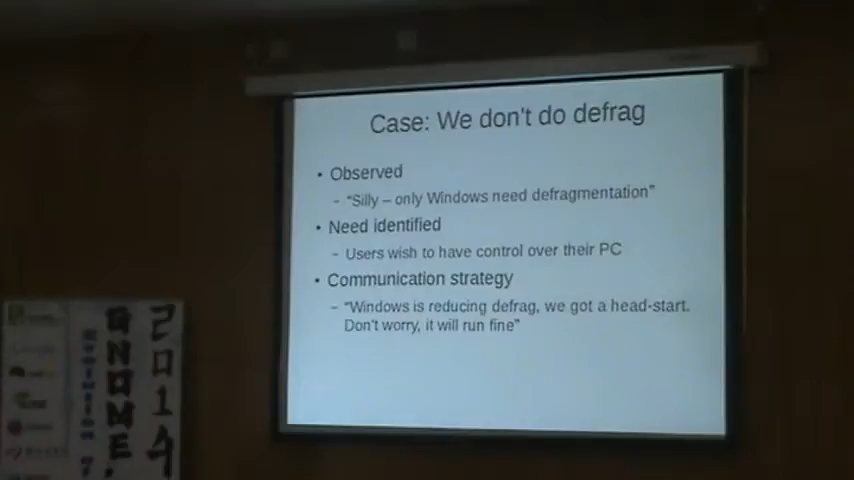 Case: We don't do defrag
• Observed
– "Silly – only Windows need defragmentation"
• Need identified
– Users wish to have control over their PC
• Communication strategy
– "Windows is reducing defrag, we got a head-start.
Don't worry, it will run fine"
GNOME
2014